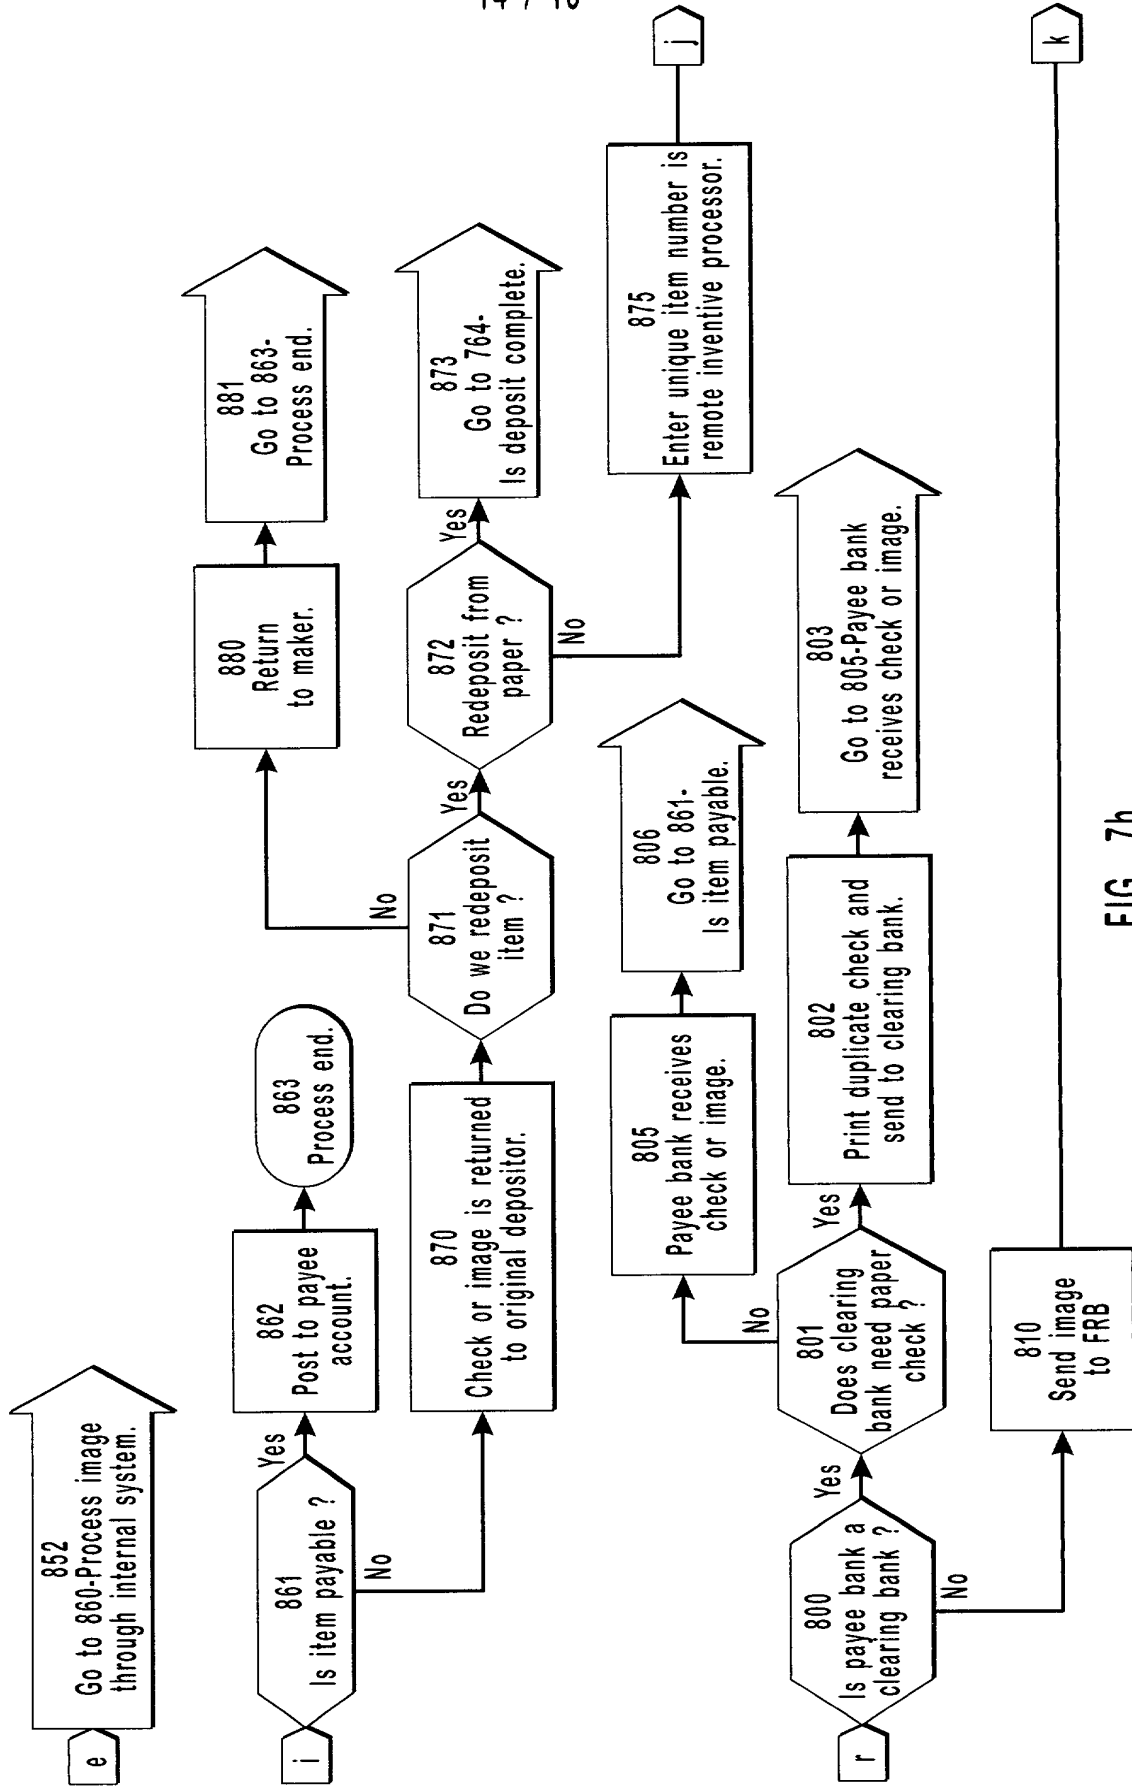 e
852
Go to 860-Process image
through internal system.
i
861
Is item payable ?
Yes
No
862
Post to payee
account.
863
Process end.
870
Check or image is returned
to original depositor.
871
Do we redeposit
item ?
No
Yes
880
Return
to maker.
881
Go to 863-
Process end.
872
Redeposit from
paper ?
Yes
No
873
Go to 764-
Is deposit complete.
875
Enter unique item number is
remote inventive processor.
j
r
800
Is payee bank a
clearing bank ?
Yes
No
801
Does clearing
bank need paper
check ?
No
Yes
805
Payee bank receives
check or image.
806
Go to 861-
Is item payable.
802
Print duplicate check and
send to clearing bank.
803
Go to 805-Payee bank
receives check or image.
810
Send image
to FRB
k
FIG. 7h